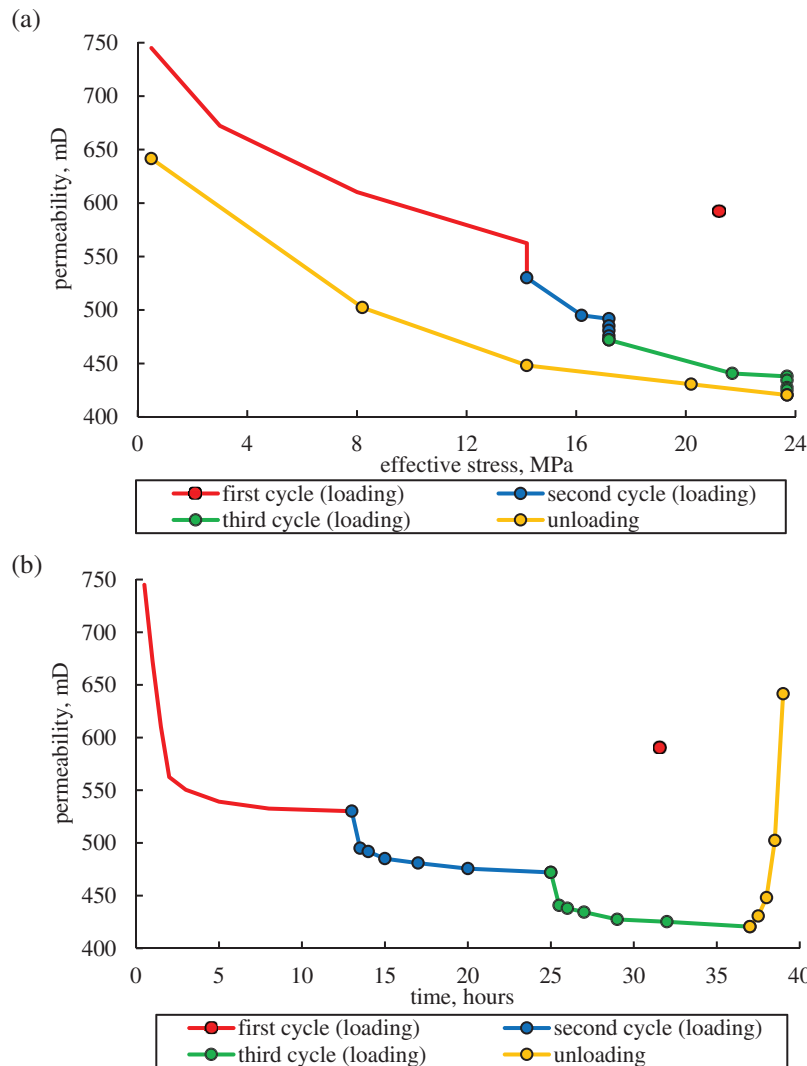 (a)
750
700
650
600
550
500
450
400
permeability, mD
0 4 8 12 16 20 24
effective stress, MPa
first cycle (loading) second cycle (loading)
third cycle (loading) unloading
(b)
750
700
650
600
550
500
450
400
permeability, mD
0 5 10 15 20 25 30 35 40
time, hours
first cycle (loading) second cycle (loading)
third cycle (loading) unloading